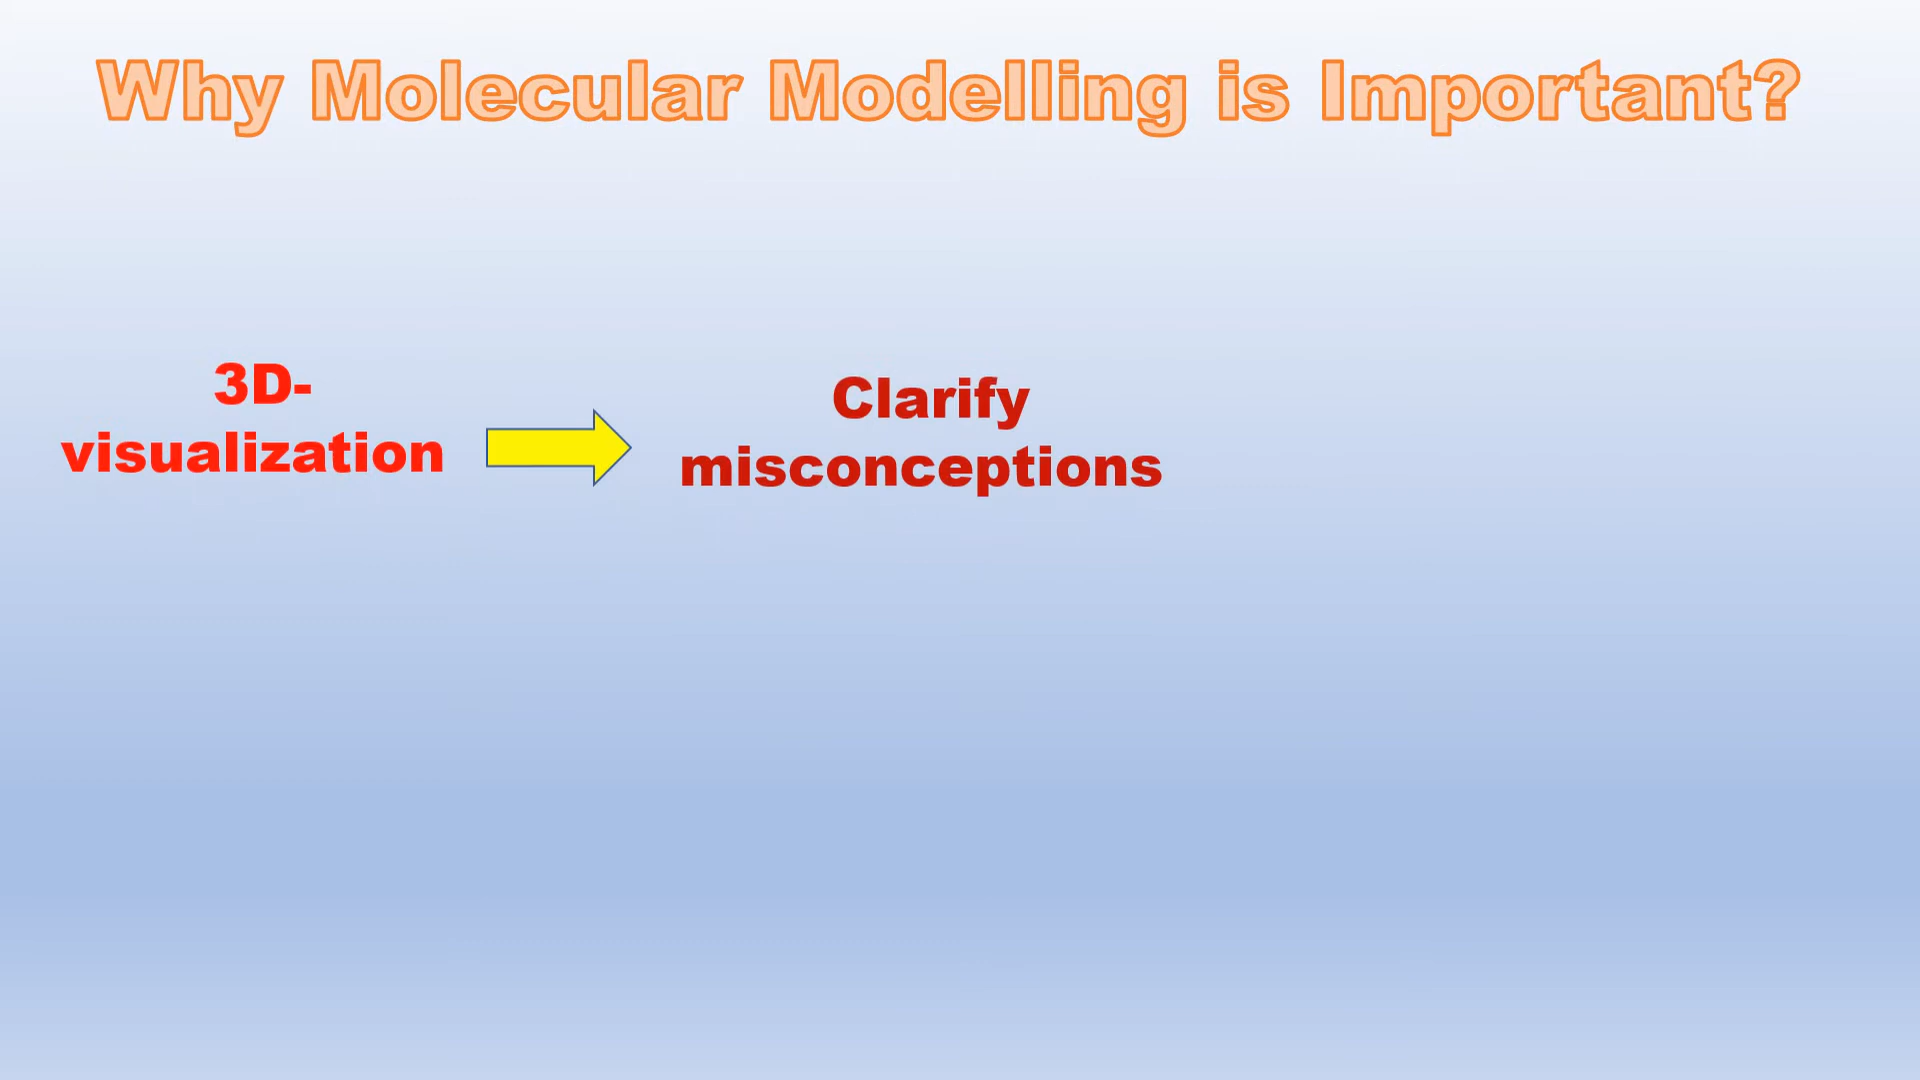 Why Molecular Modelling is Important?
3D-
visualization
Clarify
misconceptions